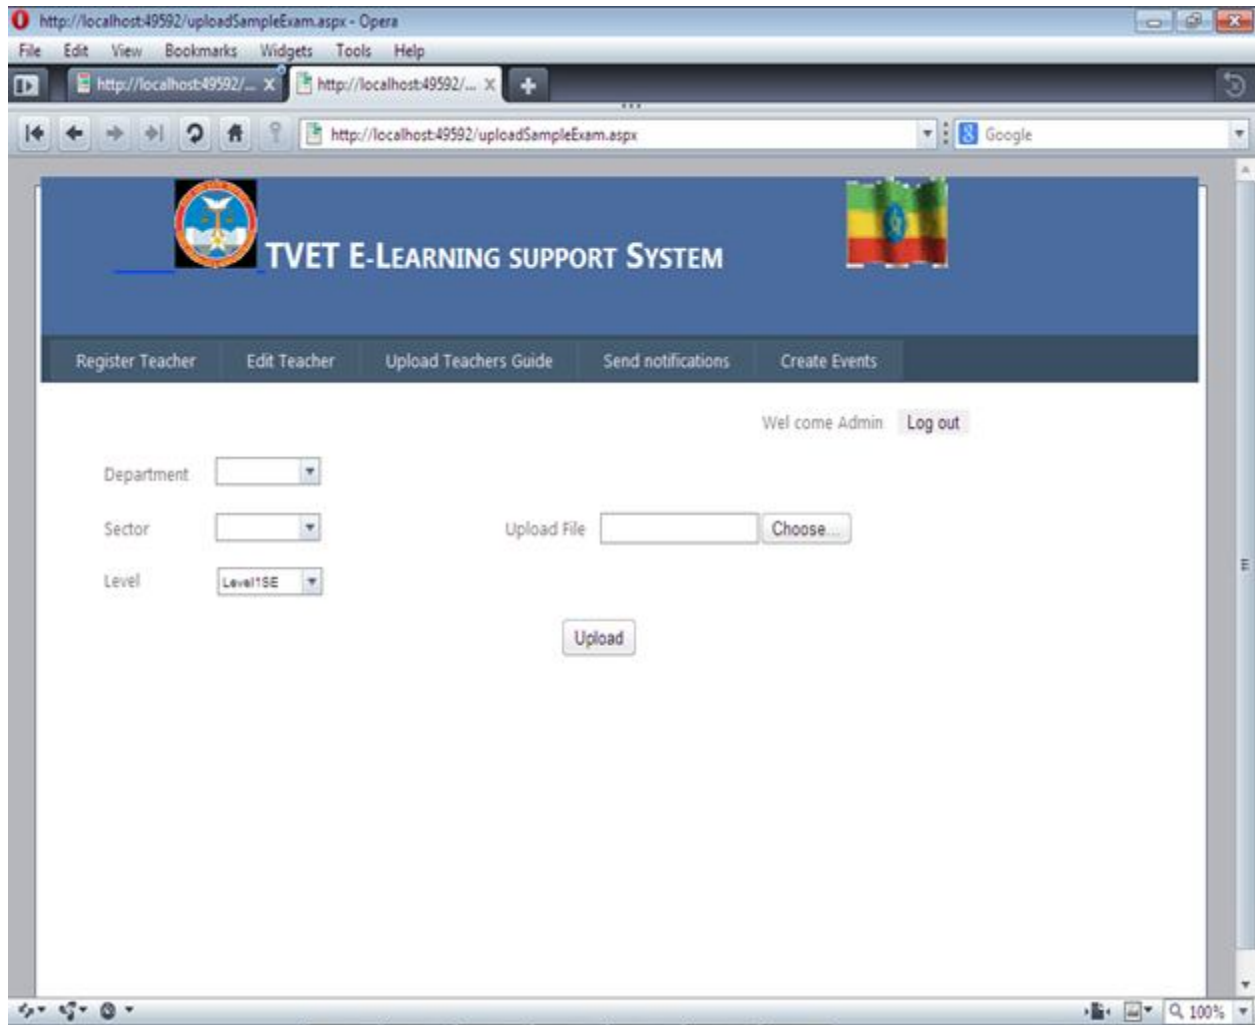 http://localhost:49592/uploadSampleExam.aspx - Opera
File Edit View Bookmarks Widgets Tools Help
http://localhost:49592/... x http://localhost:49592/... x
http://localhost:49592/uploadSampleExam.aspx Google
TVET E-LEARNING SUPPORT SYSTEM
Register Teacher Edit Teacher Upload Teachers Guide Send notifications Create Events
Wel come Admin Log out
Department
Sector Upload File Choose...
Level Level1SE
Upload
100%